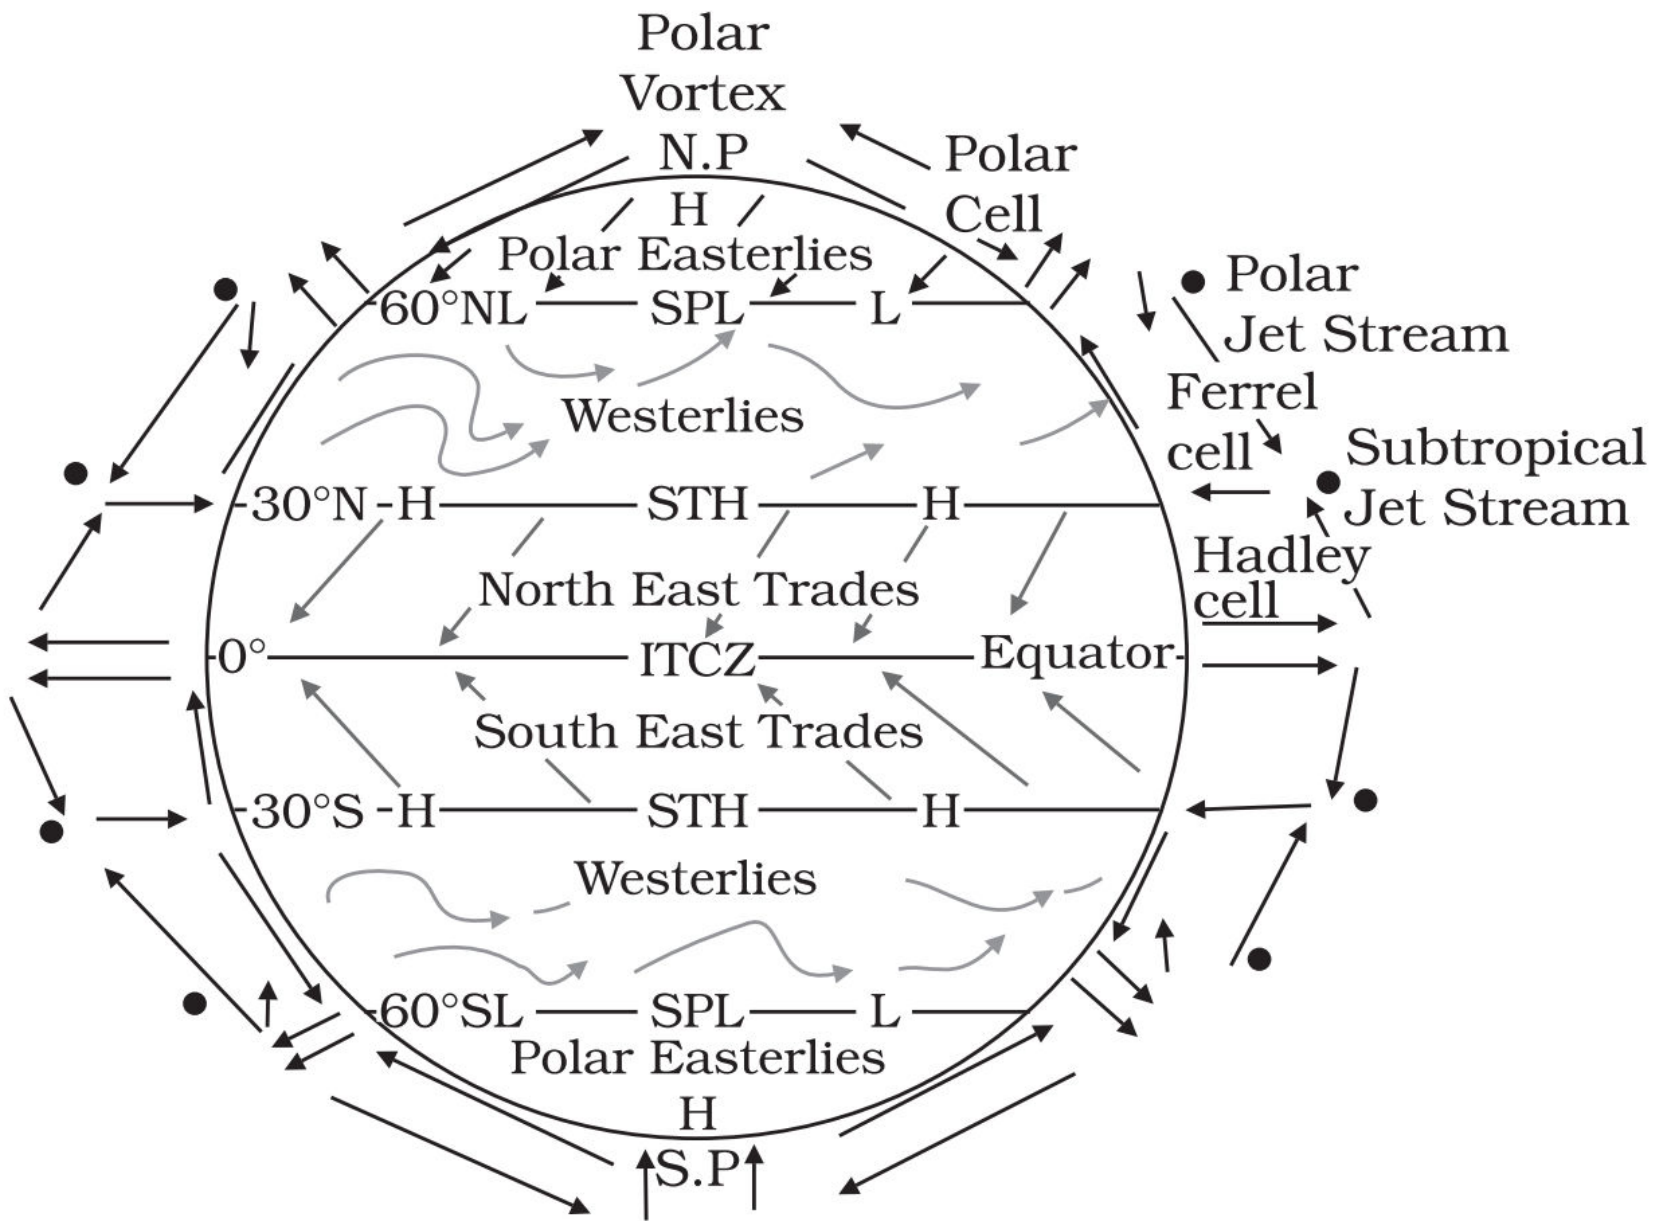 Polar
Vortex
N.P
Polar
Cell
H
Polar Easterlies
60°NL SPL L
Polar
Jet Stream
Westerlies
Ferrel
cell
Subtropical
Jet Stream
30°N H STH H
Hadley
cell
North East Trades
0° ITCZ Equator
South East Trades
30°S H STH H
Westerlies
60°SL SPL L
Polar Easterlies
H
S.P